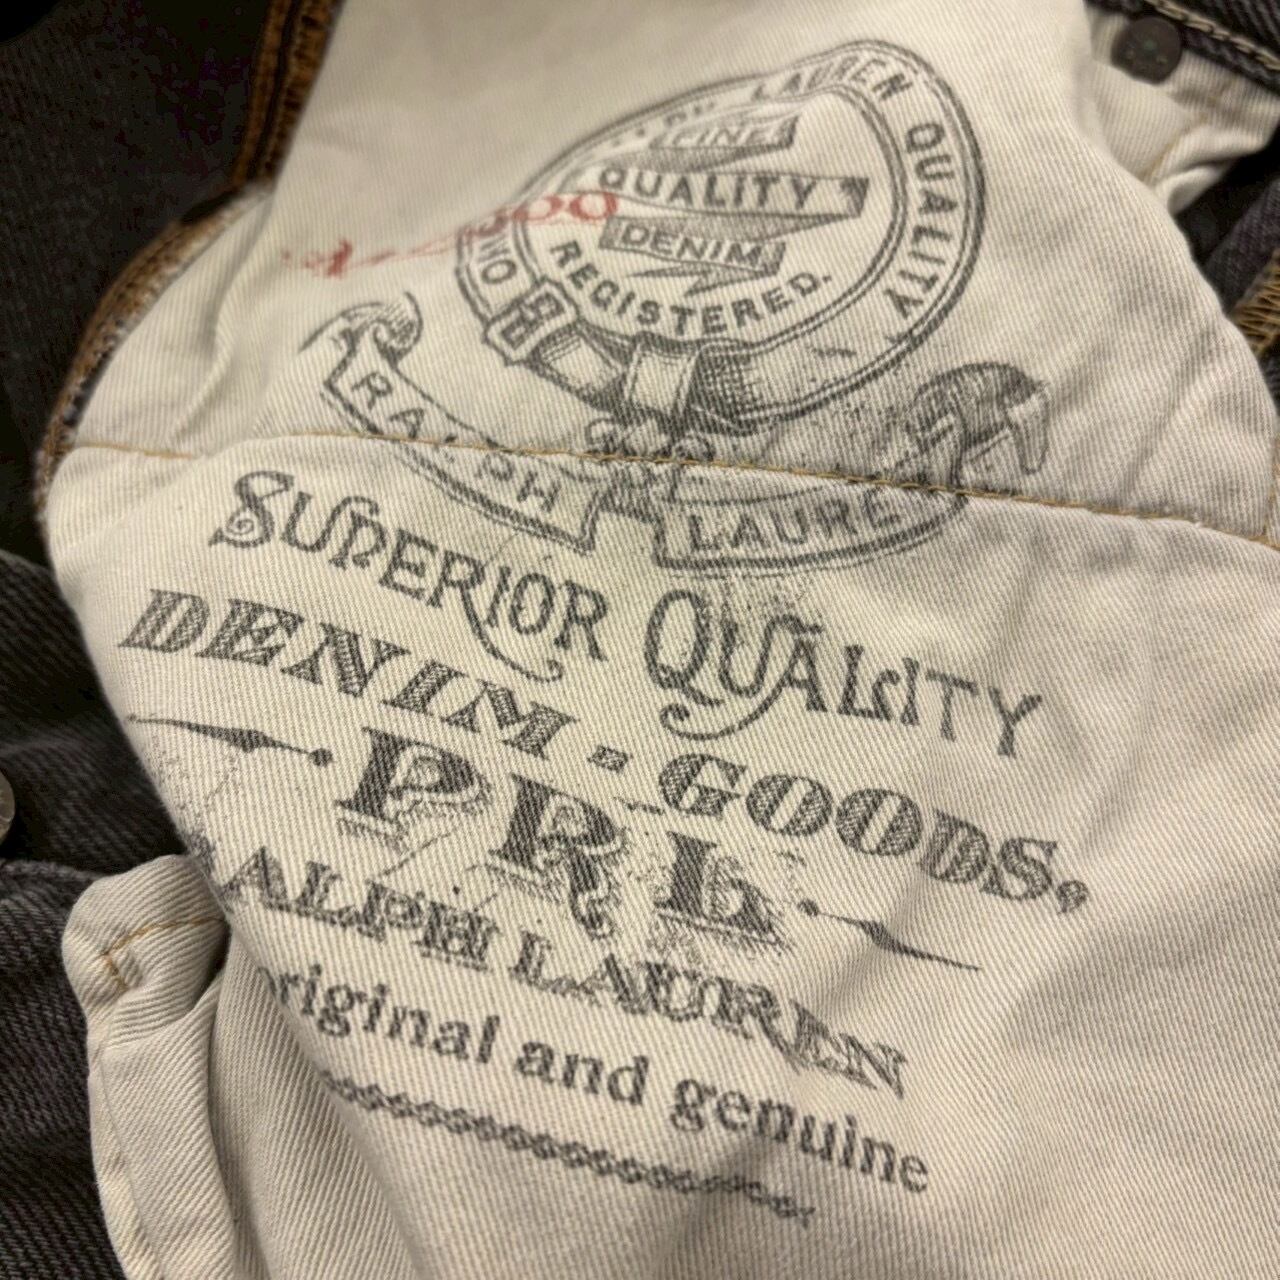 LAUREN QUALITY
FINE
QUALITY
DENIM
REGISTERED.
RALPH LAUREN
SUPERIOR QUALITY
DENIM - GOODS,
PRL
RALPH LAUREN
original and genuine